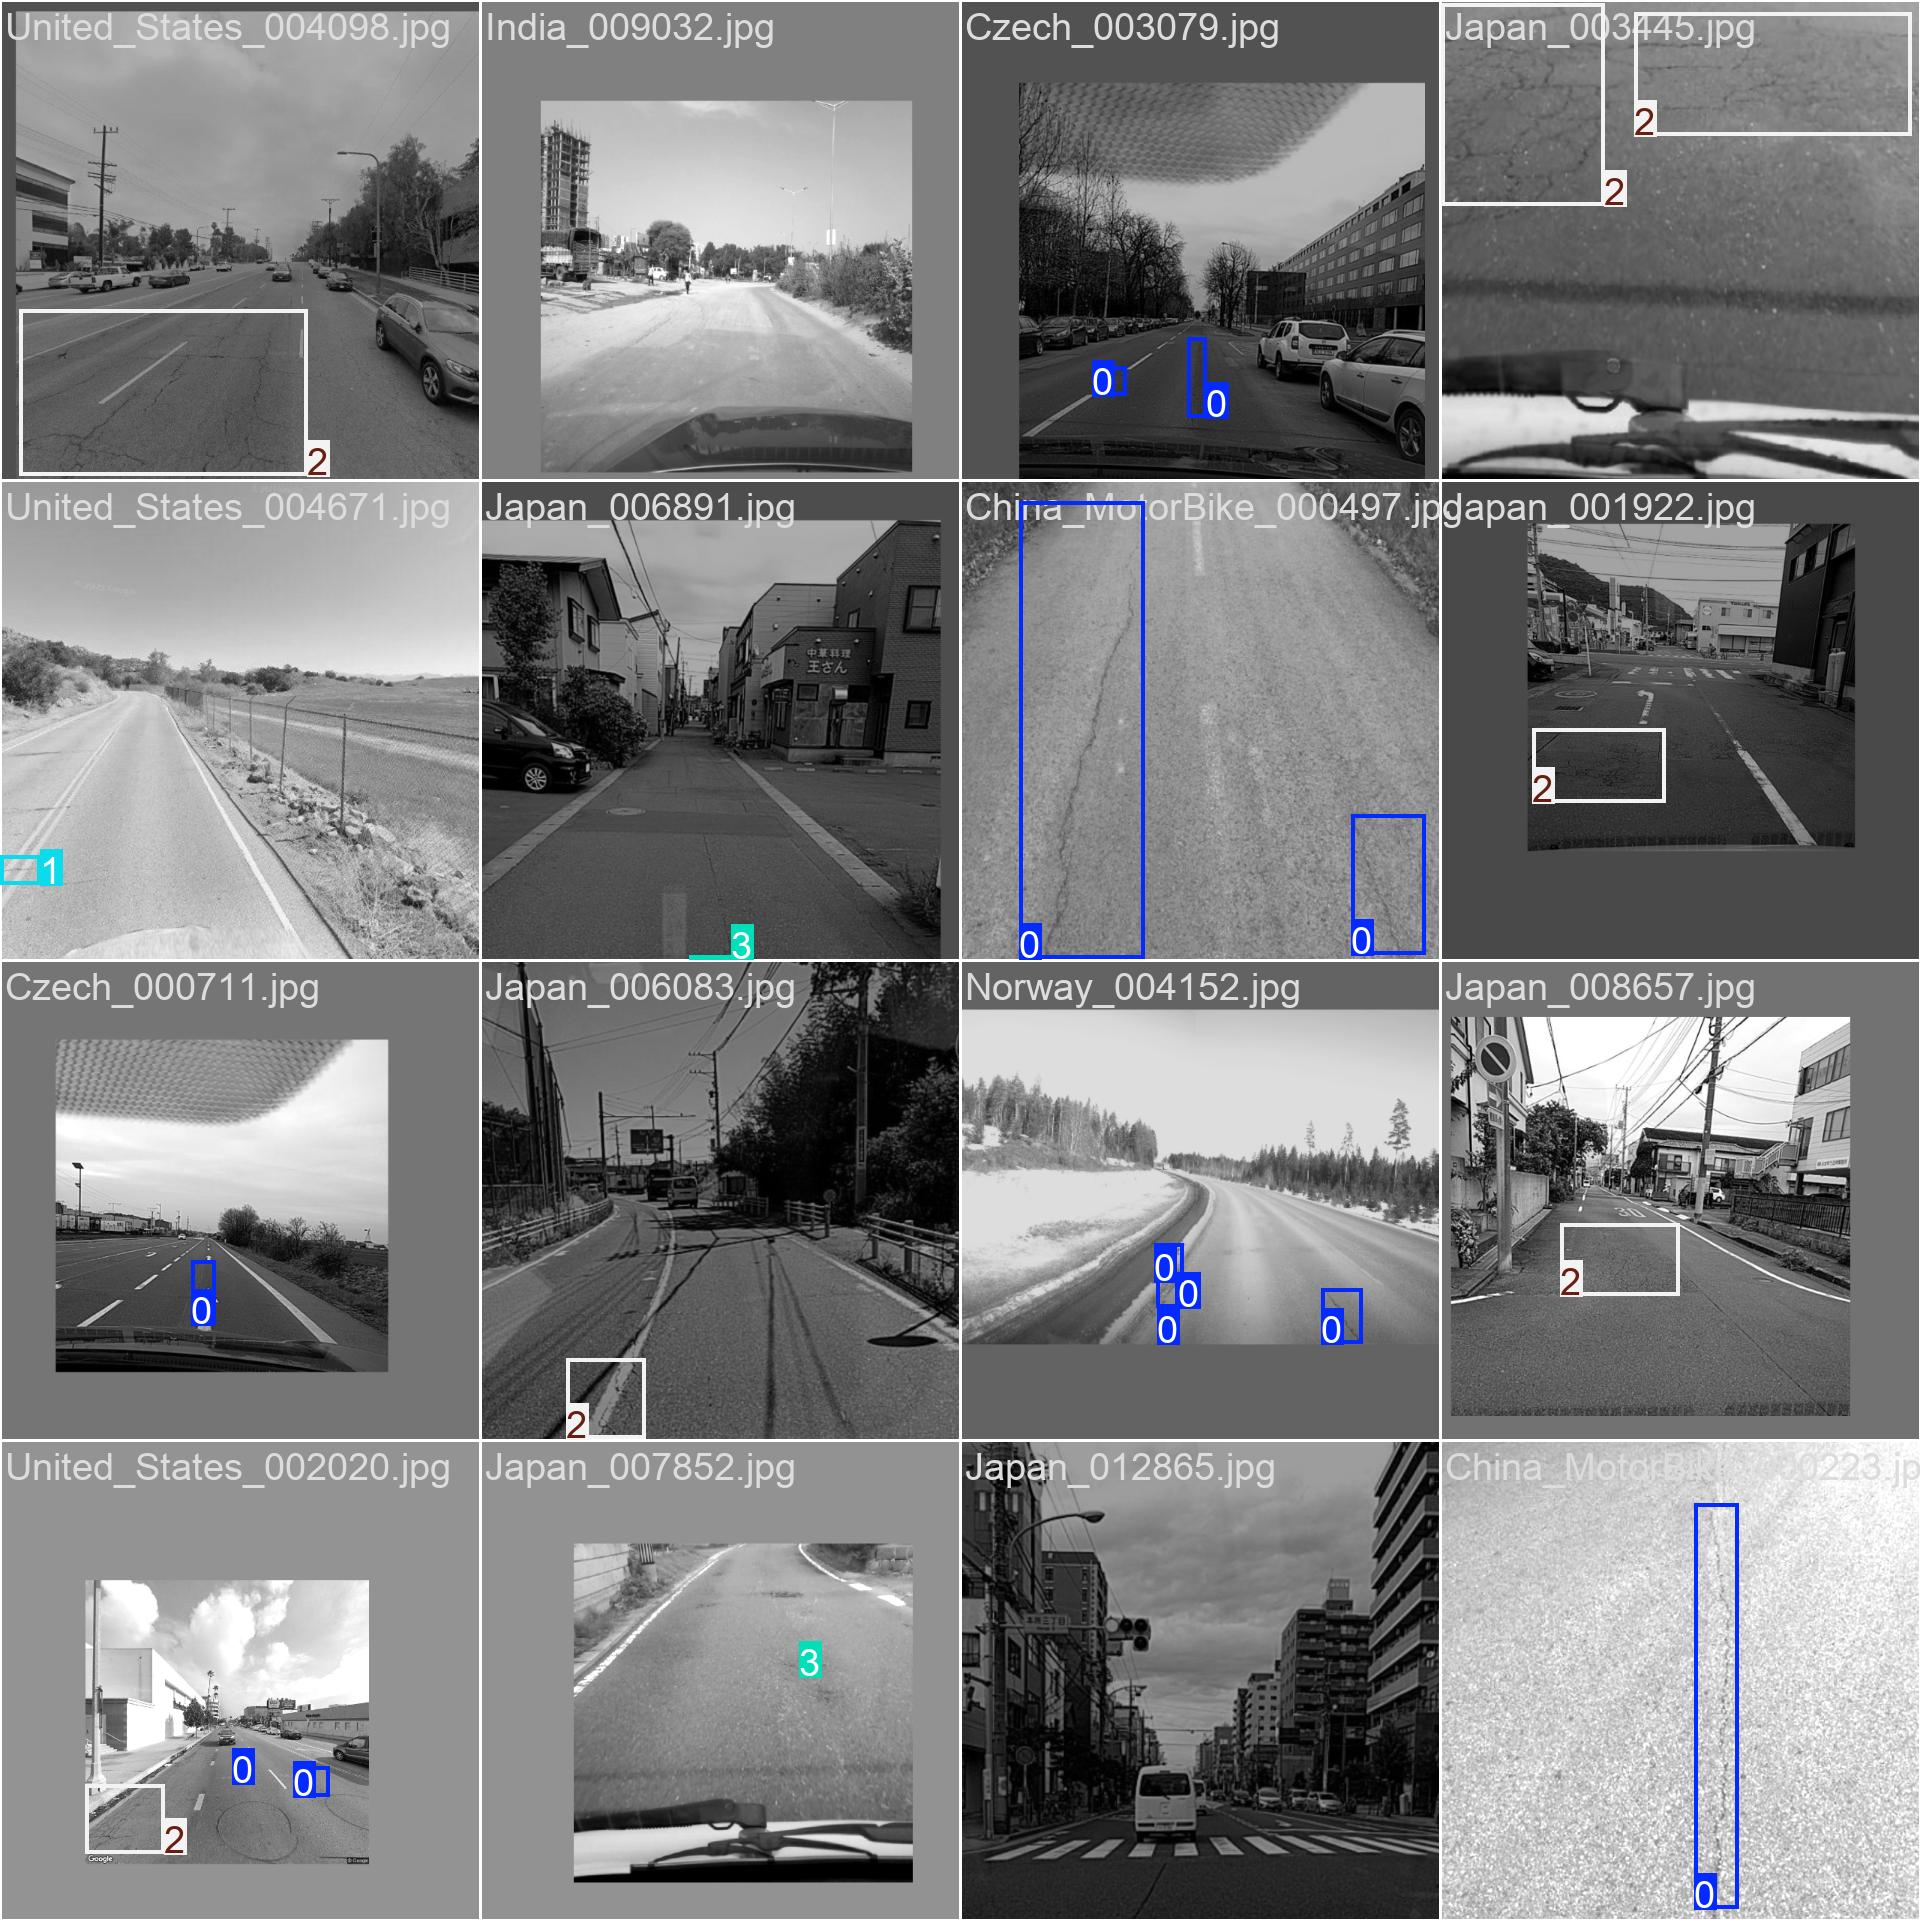 United_States_004098.jpg
India_009032.jpg
Czech_003079.jpg
Japan_003445.jpg
2
0
0
2
2
United_States_004671.jpg
Japan_006891.jpg
China_MotorBike_000497.jpg
Japan_001922.jpg
中華料理
王さん
1
3
0
0
2
Czech_000711.jpg
Japan_006083.jpg
Norway_004152.jpg
Japan_008657.jpg
30
0
2
0
0
0
0
2
United_States_002020.jpg
Japan_007852.jpg
Japan_012865.jpg
0
0
2
Google
3
0